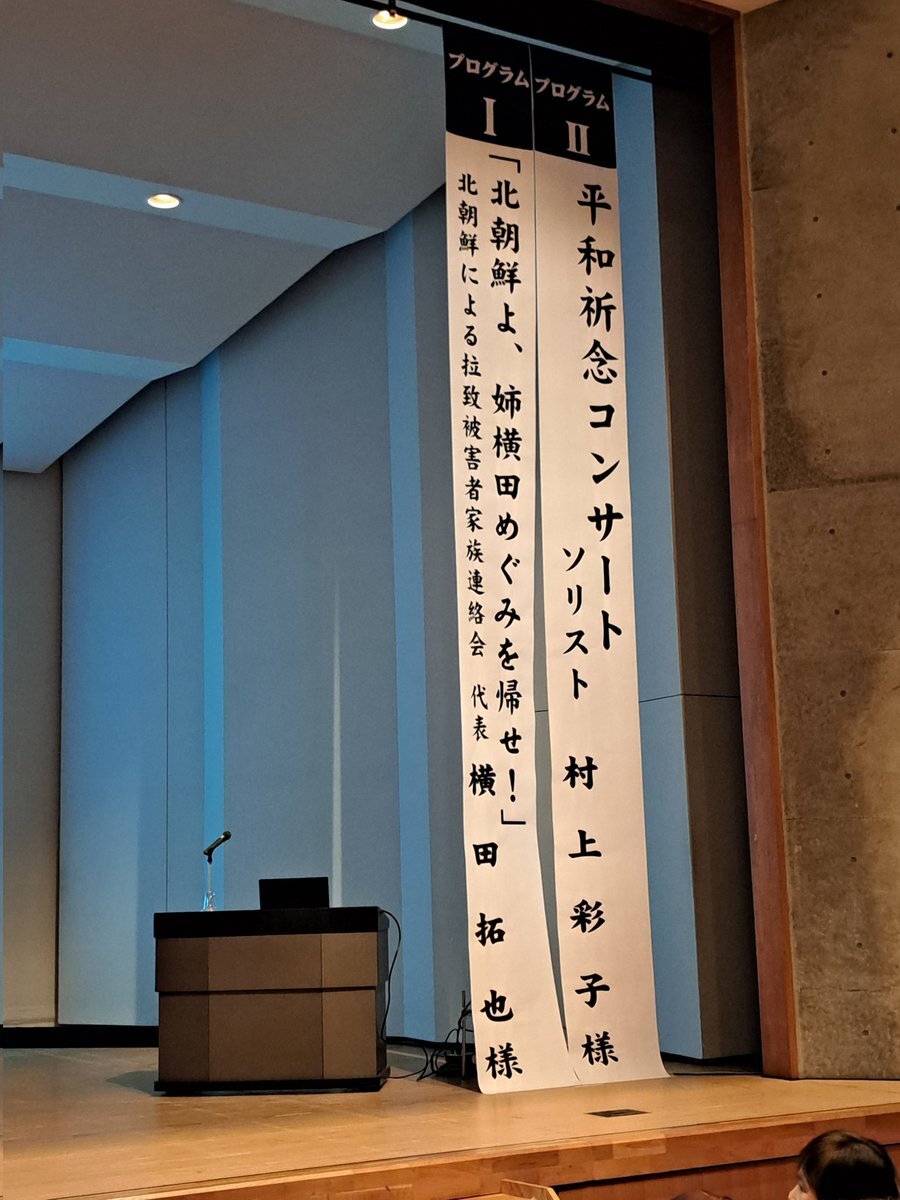 プログラム
Ⅱ
平和祈念コンサート
ソリスト 村上彩子様
プログラム
Ⅰ
「北朝鮮よ、姉横田めぐみを帰せ!」
北朝鮮による拉致被害者家族連絡会 代表 横田拓也様